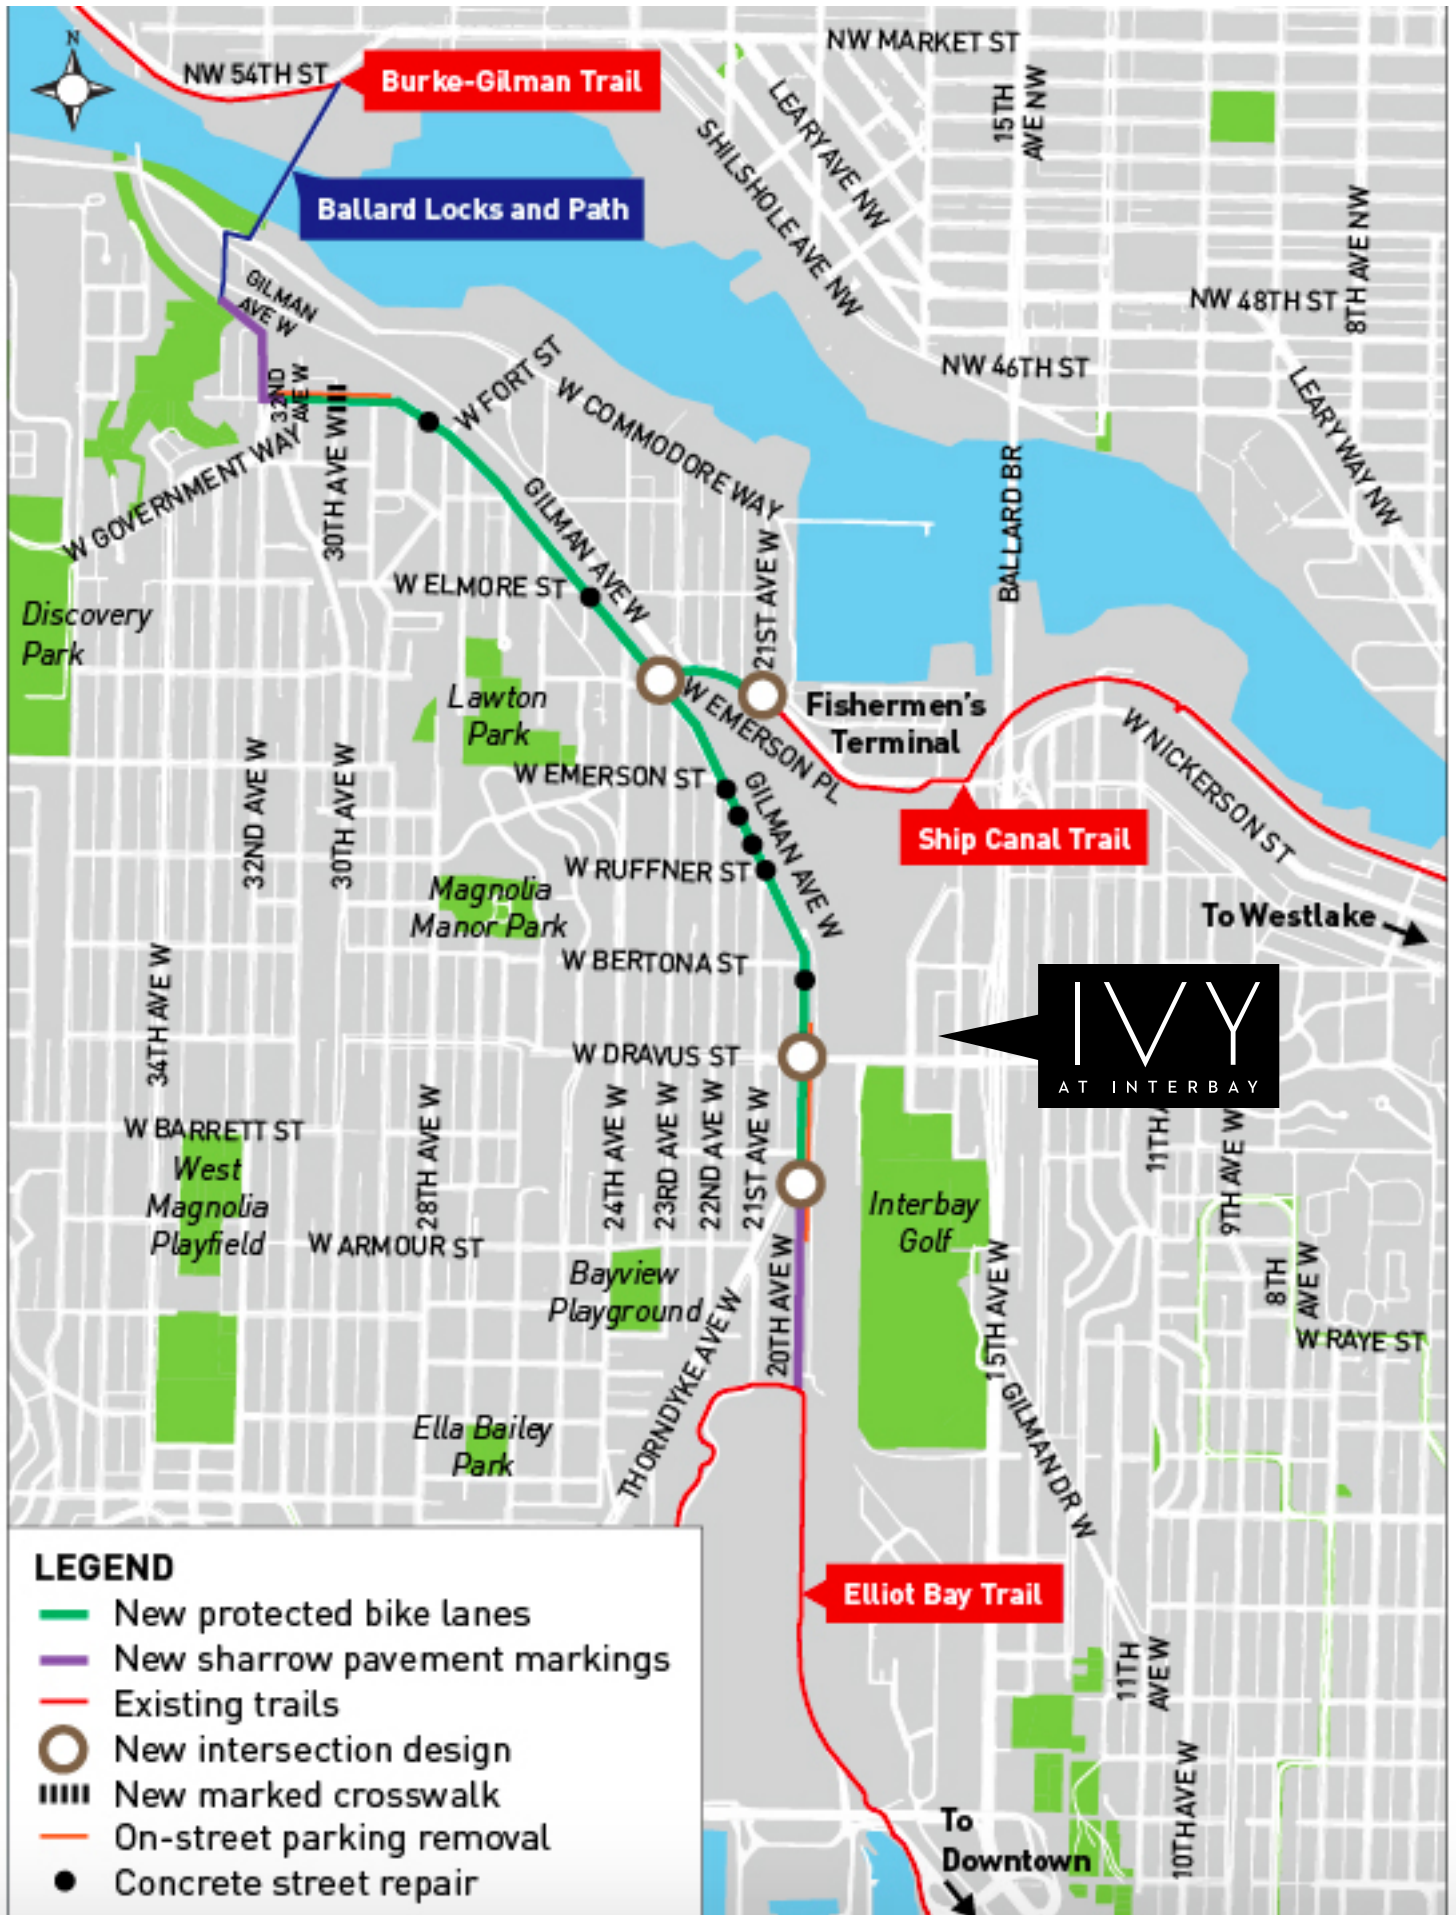 N
NW 54TH ST
Burke-Gilman Trail
NW MARKET ST
15TH
AVE NW
LEARY AVE NW
SHILSHOLE AVE NW
Ballard Locks and Path
8TH AVE NW
GILMAN
AVE W
NW 48TH ST
NW 46TH ST
LEARY WAY NW
32ND
AVE W
W FORT ST
W COMMODORE WAY
W GOVERNMENT WAY
30TH AVE W
GILMAN AVE W
BALLARD BR
W ELMORE ST
21ST AVE W
Discovery
Park
Lawton
Park
W EMERSON PL
Fishermen's
Terminal
W NICKERSON ST
W EMERSON ST
GILMAN AVE W
32ND AVE W
30TH AVE W
Ship Canal Trail
W RUFFNER ST
Magnolia
Manor Park
To Westlake
W BERTONA ST
34TH AVE W
IVY
AT INTERBAY
W DRAVUS ST
W BARRETT ST
28TH AVE W
24TH AVE W
23RD AVE W
22ND AVE W
21ST AVE W
11TH A
9TH AVE W
West
Magnolia
Playfield
Interbay
Golf
W ARMOUR ST
Bayview
Playground
20TH AVE W
15TH AVE W
8TH
AVE W
W RAYE ST
THORNDYKE AVE W
GILMAN DR W
Ella Bailey
Park
Elliot Bay Trail
11TH
AVE W
10TH AVE W
To
Downtown
LEGEND
New protected bike lanes
New sharrow pavement markings
Existing trails
New intersection design
New marked crosswalk
On-street parking removal
Concrete street repair